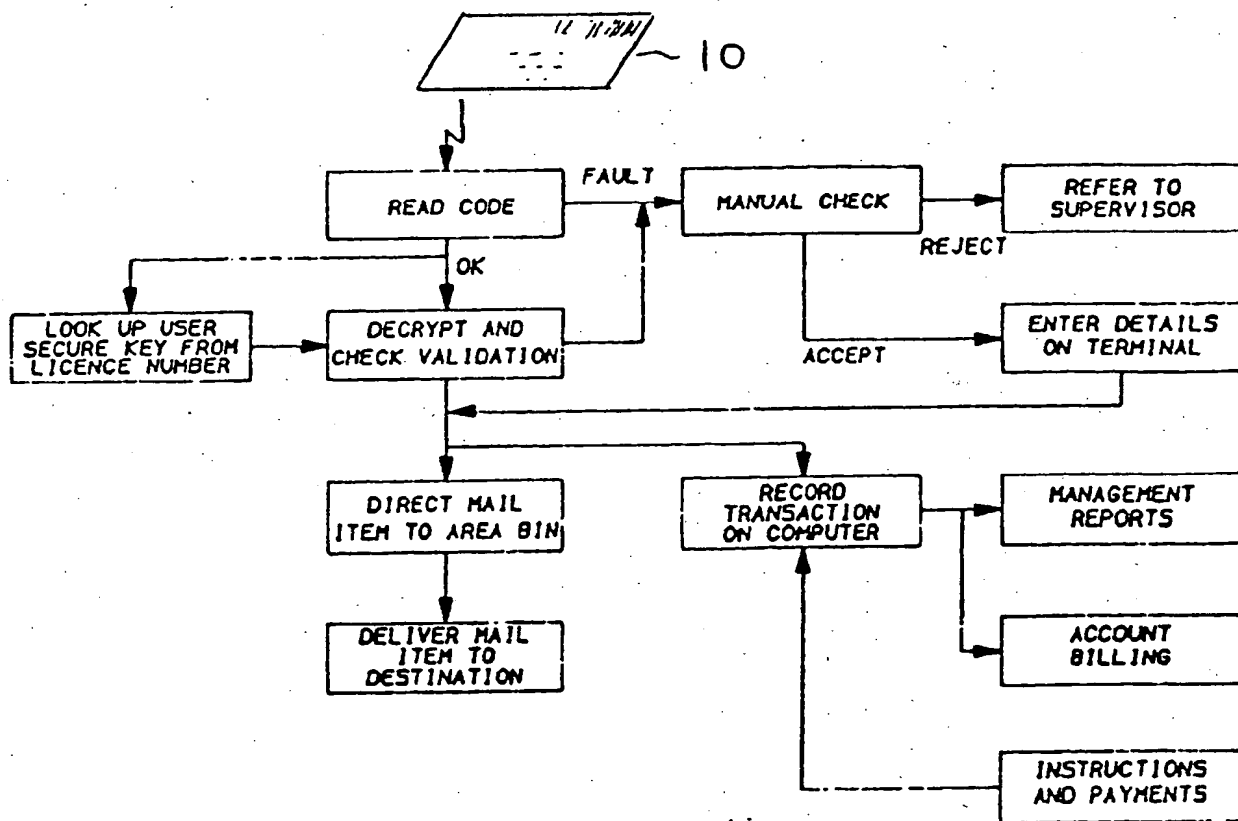 10
FAULT
READ CODE
MANUAL CHECK
REFER TO
SUPERVISOR
REJECT
OK
LOOK UP USER
SECURE KEY FROM
LICENCE NUMBER
DECRYPT AND
CHECK VALIDATION
ACCEPT
ENTER DETAILS
ON TERMINAL
DIRECT MAIL
ITEM TO AREA BIN
RECORD
TRANSACTION
ON COMPUTER
MANAGEMENT
REPORTS
DELIVER MAIL
ITEM TO
DESTINATION
ACCOUNT
BILLING
INSTRUCTIONS
AND PAYMENTS